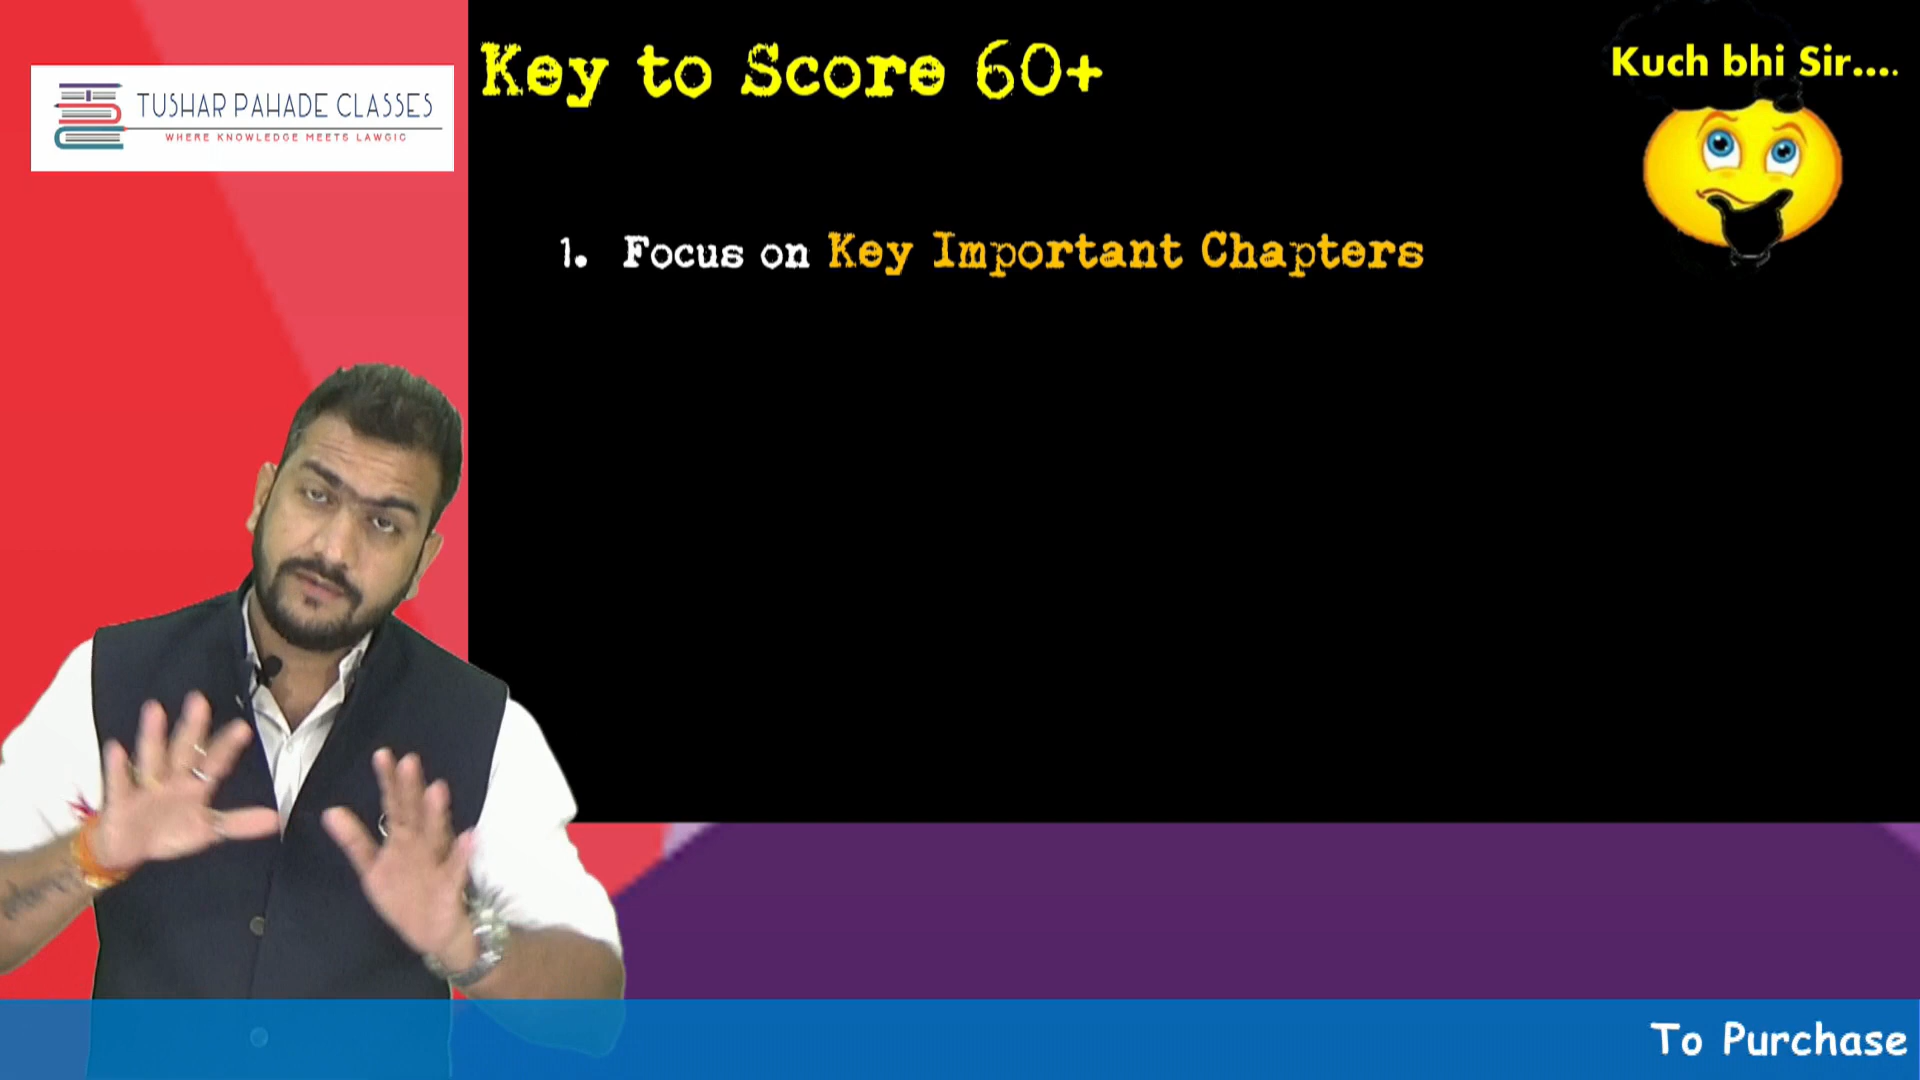 TUSHAR PAHADE CLASSES
WHERE KNOWLEDGE MEETS LAWGIC
Key to Score 60+
Kuch bhi Sir....
1. Focus on Key Important Chapters
To Purchase